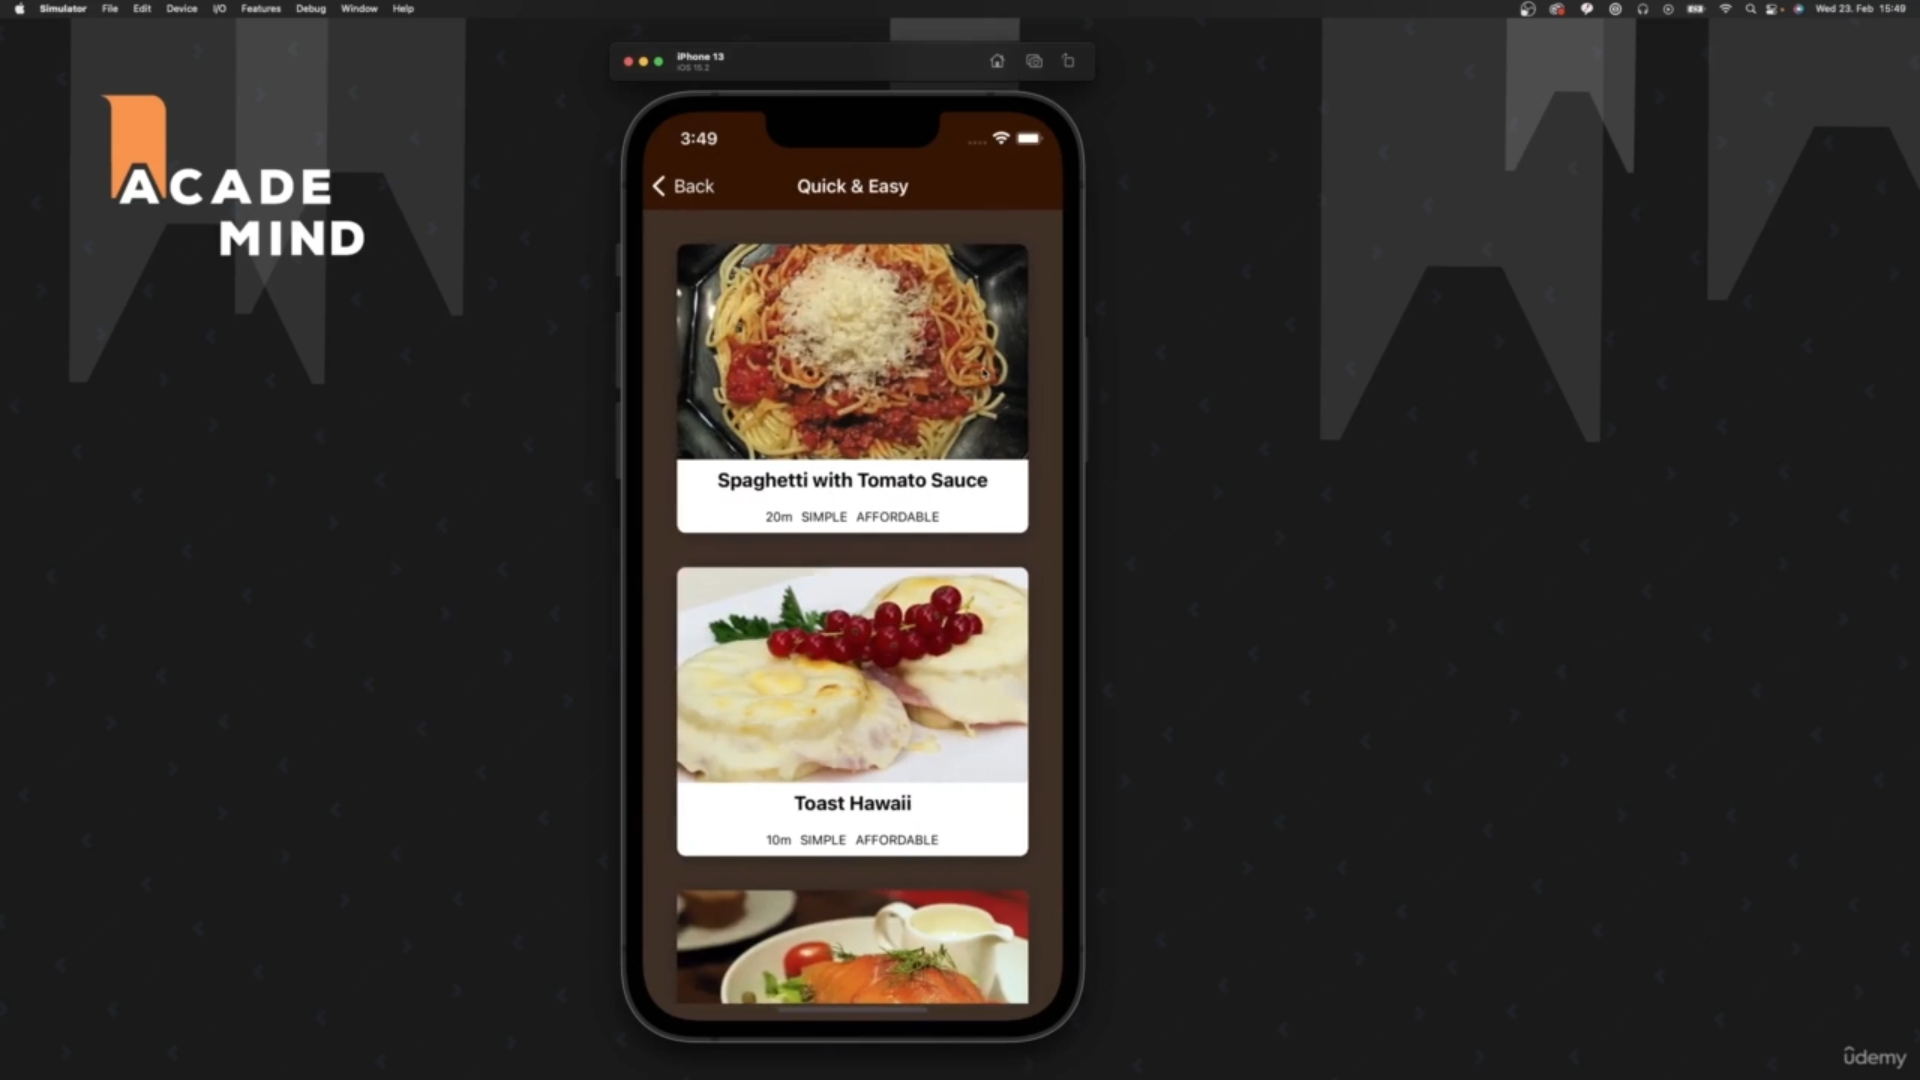 Simulator File Edit Device I/O Features Debug Window Help
Wed 23. Feb 15:49
iPhone 13
iOS 15.2
ACADE
MIND
3:49
Back
Quick & Easy
Spaghetti with Tomato Sauce
20m SIMPLE AFFORDABLE
Toast Hawaii
10m SIMPLE AFFORDABLE
ûdemy